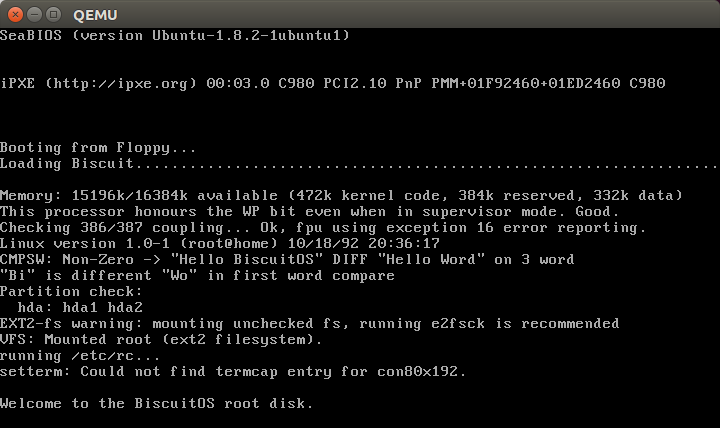 QEMU
SeaBIOS (version Ubuntu-1.8.2-1ubuntu1)
iPXE (http://ipxe.org) 00:03.0 C980 PCI2.10 PnP PMM+01F92460+01ED2460 C980
Booting from Floppy...
Loading Biscuit.........................................................................
Memory: 15196k/16384k available (472k kernel code, 384k reserved, 332k data)
This processor honours the WP bit even when in supervisor mode. Good.
Checking 386/387 coupling... Ok, fpu using exception 16 error reporting.
Linux version 1.0-1 (root@home) 10/18/92 20:36:17
CMPSW: Non-Zero -> "Hello BiscuitOS" DIFF "Hello Word" on 3 word
"Bi" is different "Wo" in first word compare
Partition check:
  hda: hda1 hda2
EXT2-fs warning: mounting unchecked fs, running e2fsck is recommended
VFS: Mounted root (ext2 filesystem).
running /etc/rc...
setterm: Could not find termcap entry for con80x192.
Welcome to the BiscuitOS root disk.